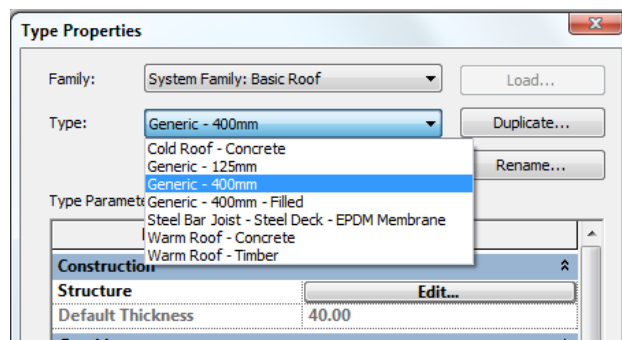 Type Properties
x
Family:
System Family: Basic Roof
Load...
Type:
Generic - 400mm
Duplicate...
Cold Roof - Concrete
Generic - 125mm
Rename...
Generic - 400mm
Type Paramet
Generic - 400mm - Filled
Steel Bar Joist - Steel Deck - EPDM Membrane
Warm Roof - Concrete
Warm Roof - Timber
Construction
Structure
Edit...
Default Thickness
40.00